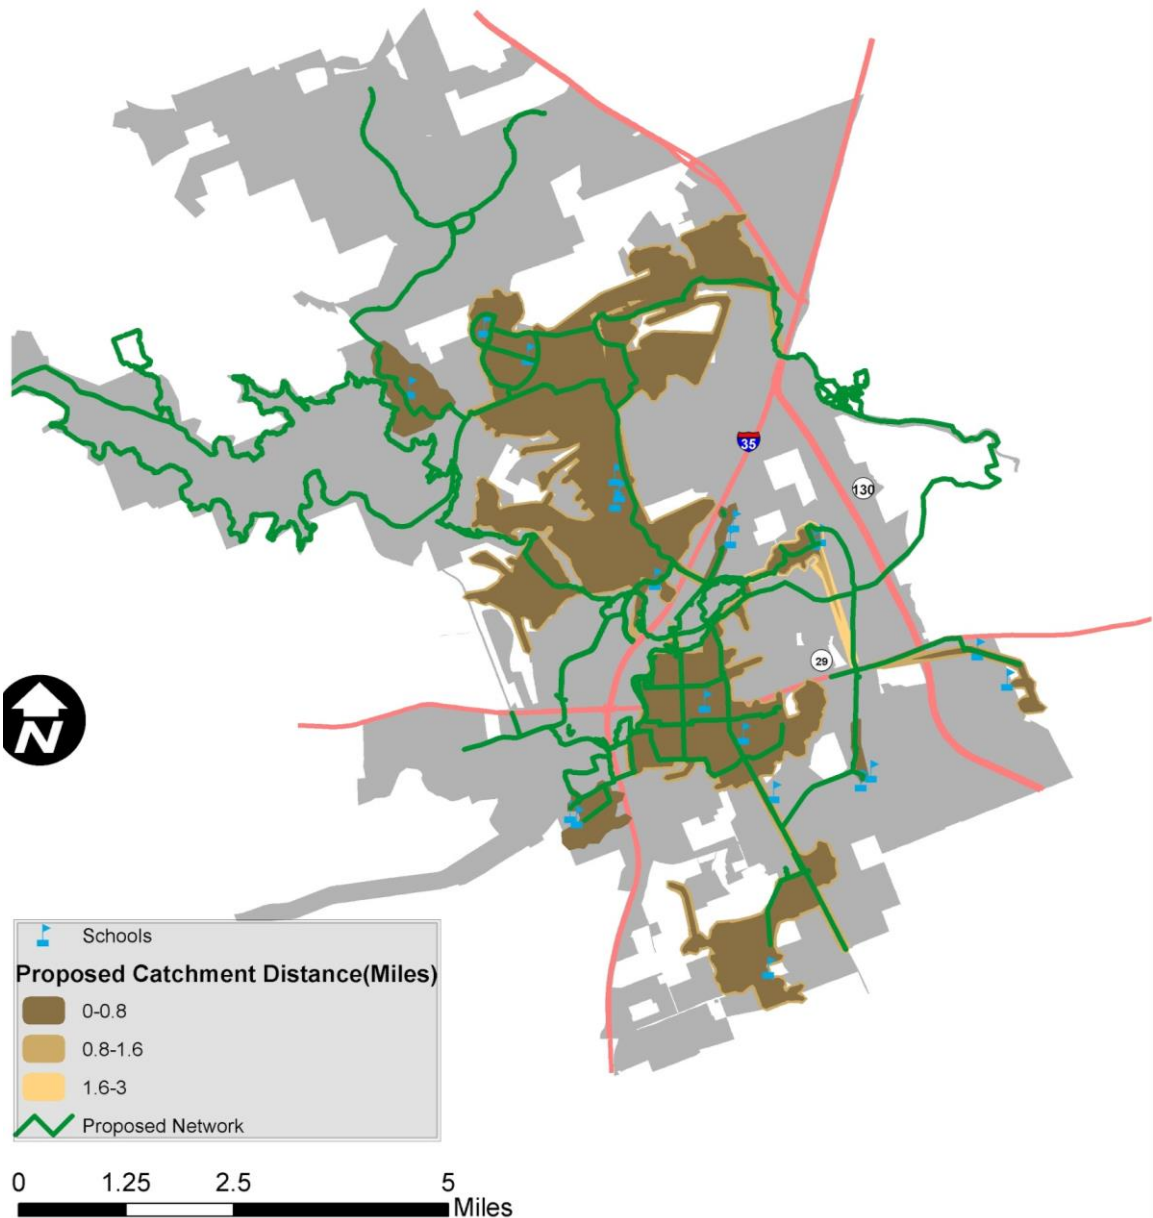 35
130
29
N
Schools
Proposed Catchment Distance(Miles)
0-0.8
0.8-1.6
1.6-3
Proposed Network
0 1.25 2.5 5
Miles